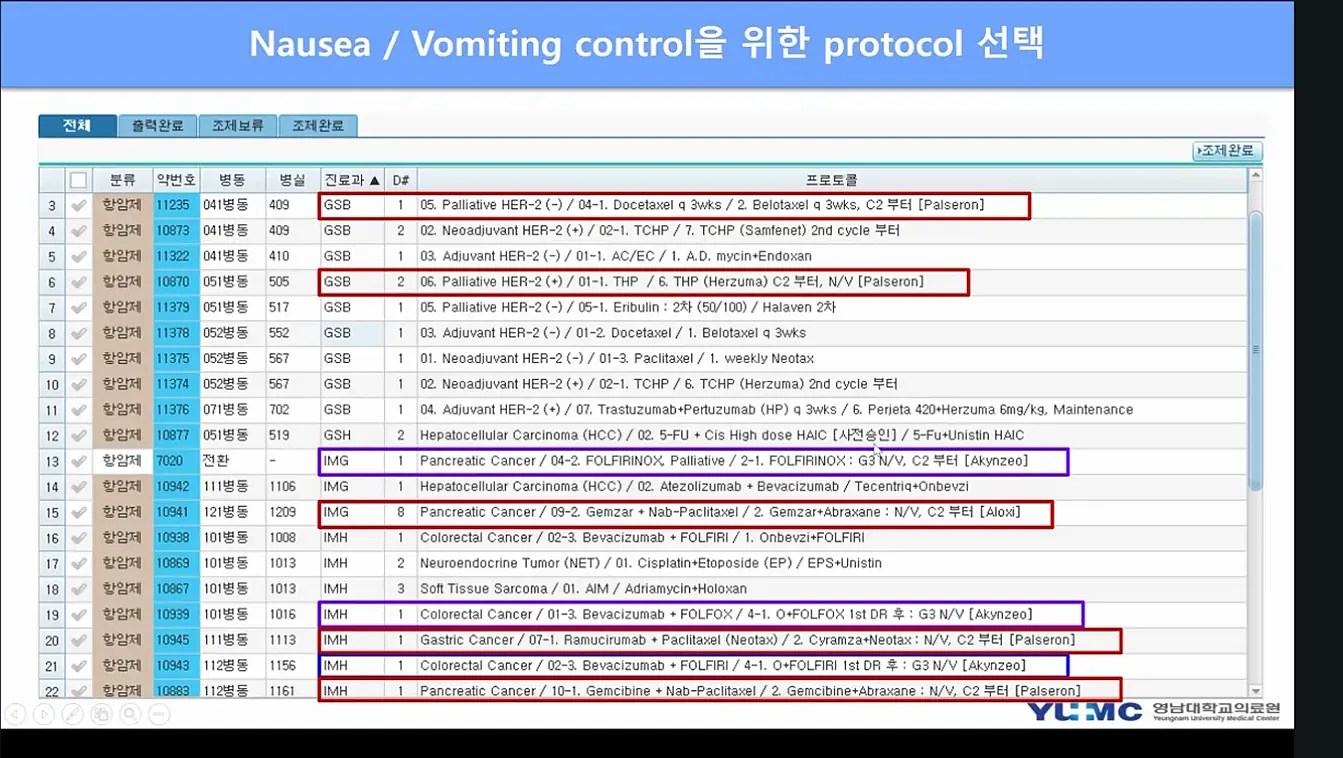 Nausea / Vomiting control을 위한 protocol 선택
전체 출력완료 조제보류 조제완료
조제완료
분류 약번호 병동 병실 진료과 ▲ D# 프로토콜
3 항암제 11235 041병동 409 GSB 1 05. Palliative HER-2 (-) / 04-1. Docetaxel q 3wks / 2. Belotaxel q 3wks, C2 부터 [Palseron]
4 항암제 10873 041병동 409 GSB 2 02. Neoadjuvant HER-2 (+) / 02-1. TCHP / 7. TCHP (Samfenet) 2nd cycle 부터
5 항암제 11322 041병동 410 GSB 1 03. Adjuvant HER-2 (-) / 01-1. AC/EC / 1. A.D. mycin+Endoxan
6 항암제 10870 051병동 505 GSB 2 06. Palliative HER-2 (+) / 01-1. THP / 6. THP (Herzuma) C2 부터, N/V [Palseron]
7 항암제 11379 051병동 517 GSB 1 05. Palliative HER-2 (-) / 05-1. Eribulin : 2차 (50/100) / Halaven 2차
8 항암제 11378 052병동 552 GSB 1 03. Adjuvant HER-2 (-) / 01-2. Docetaxel / 1. Belotaxel q 3wks
9 항암제 11375 052병동 567 GSB 1 01. Neoadjuvant HER-2 (-) / 01-3. Paclitaxel / 1. weekly Neotax
10 항암제 11374 052병동 567 GSB 1 02. Neoadjuvant HER-2 (+) / 02-1. TCHP / 6. TCHP (Herzuma) 2nd cycle 부터
11 항암제 11376 071병동 702 GSB 1 04. Adjuvant HER-2 (+) / 07. Trastuzumab+Pertuzumab (HP) q 3wks / 6. Perjeta 420+Herzuma 6mg/kg, Maintenance
12 항암제 10877 051병동 519 GSH 2 Hepatocellular Carcinoma (HCC) / 02. 5-FU + Cis High dose HAIC [사전승인] / 5-Fu+Unistin HAIC
13 항암제 7020 전환 - IMG 1 Pancreatic Cancer / 04-2. FOLFIRINOX, Palliative / 2-1. FOLFIRINOX : G3 N/V, C2 부터 [Akynzeo]
14 항암제 10942 111병동 1106 IMG 1 Hepatocellular Carcinoma (HCC) / 02. Atezolizumab + Bevacizumab / Tecentriq+Onbevzi
15 항암제 10941 121병동 1209 IMG 8 Pancreatic Cancer / 09-2. Gemzar + Nab-Paclitaxel / 2. Gemzar+Abraxane : N/V, C2 부터 [Aloxi]
16 항암제 10938 101병동 1008 IMH 1 Colorectal Cancer / 02-3. Bevacizumab + FOLFIRI / 1. Onbevzi+FOLFIRI
17 항암제 10869 101병동 1013 IMH 2 Neuroendocrine Tumor (NET) / 01. Cisplatin+Etoposide (EP) / EPS+Unistin
18 항암제 10867 101병동 1013 IMH 3 Soft Tissue Sarcoma / 01. AIM / Adriamycin+Holoxan
19 항암제 10939 101병동 1016 IMH 1 Colorectal Cancer / 01-3. Bevacizumab + FOLFOX / 4-1. O+FOLFOX 1st DR 후 : G3 N/V [Akynzeo]
20 항암제 10945 111병동 1113 IMH 1 Gastric Cancer / 07-1. Ramucirumab + Paclitaxel (Neotax) / 2. Cyramza+Neotax : N/V, C2 부터 [Palseron]
21 항암제 10943 112병동 1156 IMH 1 Colorectal Cancer / 02-3. Bevacizumab + FOLFIRI / 4-1. O+FOLFIRI 1st DR 후 : G3 N/V [Akynzeo]
22 항암제 10883 112병동 1161 IMH 1 Pancreatic Cancer / 10-1. Gemcibine + Nab-Paclitaxel / 2. Gemcibine+Abraxane : N/V, C2 부터 [Palseron]
YUMC 영남대학교의료원
Yeungnam University Medical Center